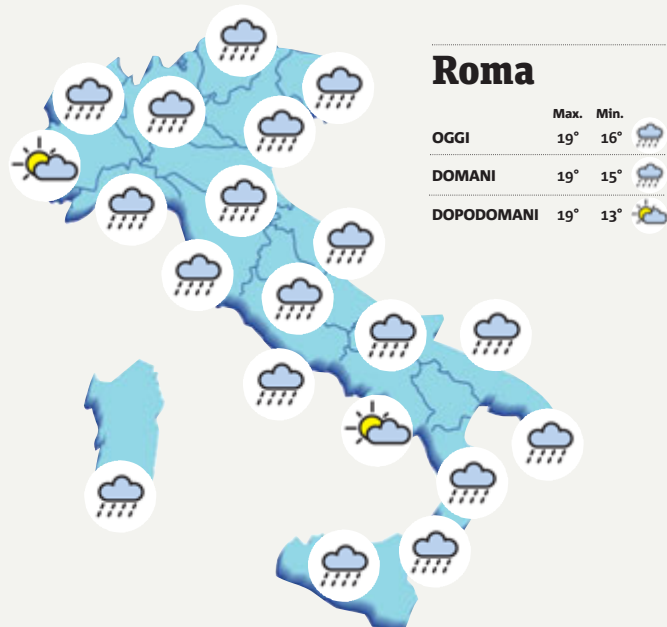 Roma
Max. Min.
OGGI 19° 16°
DOMANI 19° 15°
DOPODOMANI 19° 13°